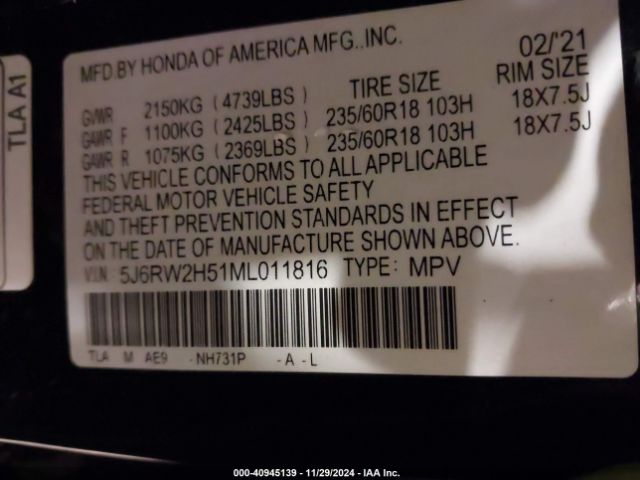 TLA A1
MFD.BY HONDA OF AMERICA MFG.,INC. 02/'21
TIRE SIZE RIM SIZE
GVWR 2150KG (4739LBS)
GAWR F 1100KG (2425LBS) 235/60R18 103H 18X7.5J
GAWR R 1075KG (2369LBS) 235/60R18 103H 18X7.5J
THIS VEHICLE CONFORMS TO ALL APPLICABLE
FEDERAL MOTOR VEHICLE SAFETY
AND THEFT PREVENTION STANDARDS IN EFFECT
ON THE DATE OF MANUFACTURE SHOWN ABOVE.
V.I.N: 5J6RW2H51ML011816 TYPE: MPV
TLA M AE9 -NH731P -A -L
000-40945139 - 11/29/2024 - IAA Inc.